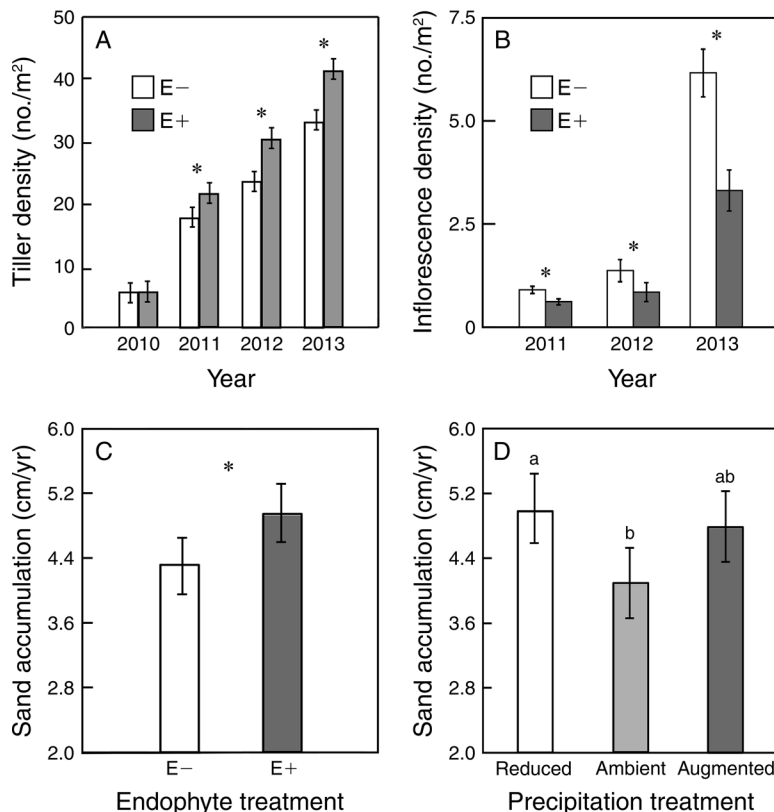 A
Tiller density (no./m²)
50
40
30
20
10
0
E−
E+
*
*
*
2010 2011 2012 2013
Year
B
Inflorescence density (no./m²)
7.5
5.0
2.5
0
E−
E+
*
*
*
2011 2012 2013
Year
C
Sand accumulation (cm/yr)
6.0
5.2
4.4
3.6
2.8
2.0
*
E− E+
Endophyte treatment
D
Sand accumulation (cm/yr)
6.0
5.2
4.4
3.6
2.8
2.0
a
b
ab
Reduced Ambient Augmented
Precipitation treatment